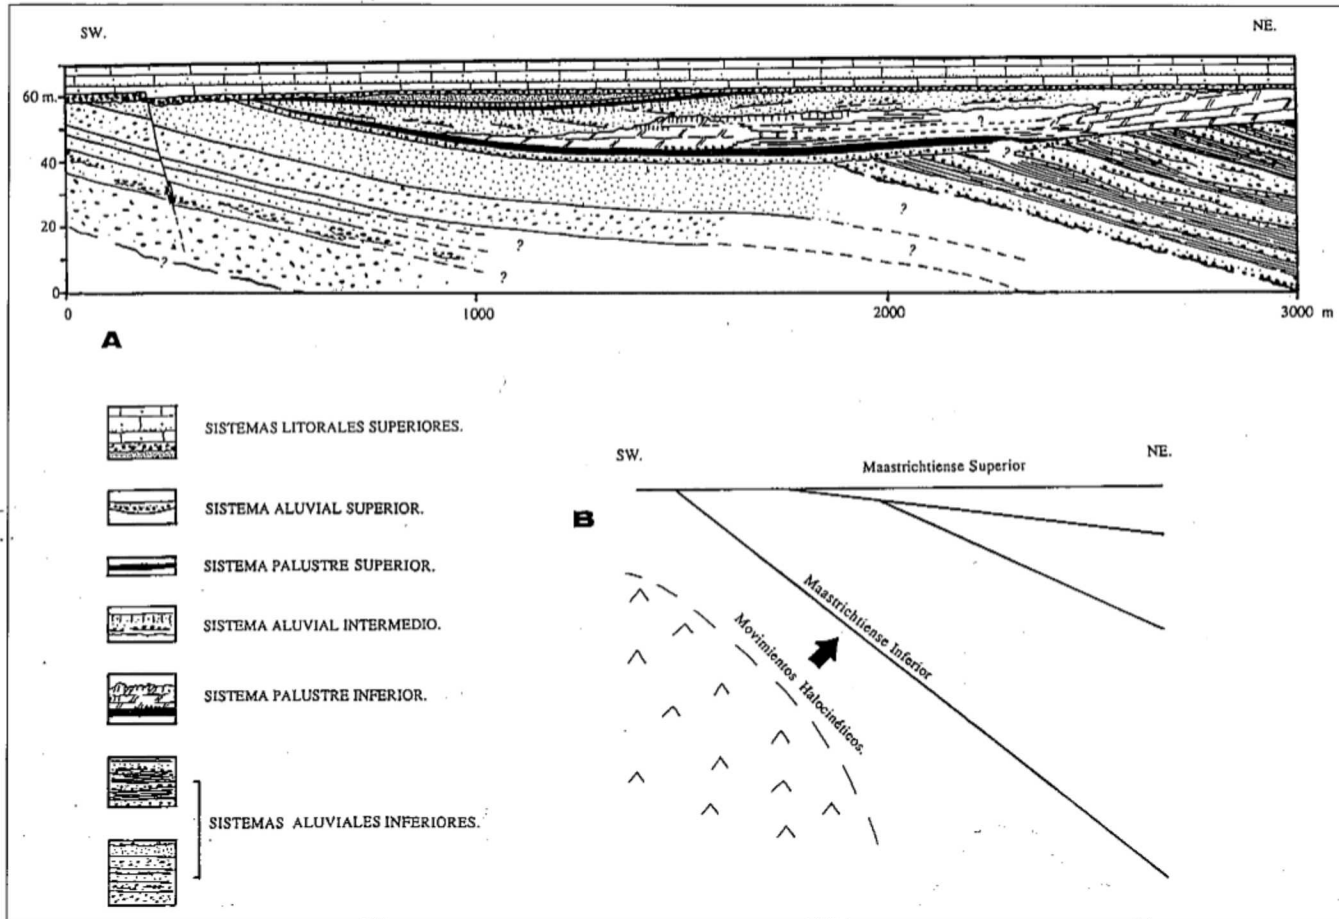 SW.
NE.
60 m.
40
20
0
?
?
?
?
?
?
?
0
1000
2000
3000 m
A
SISTEMAS LITORALES SUPERIORES.
SISTEMA ALUVIAL SUPERIOR.
SISTEMA PALUSTRE SUPERIOR.
SISTEMA ALUVIAL INTERMEDIO.
SISTEMA PALUSTRE INFERIOR.
SISTEMAS ALUVIALES INFERIORES.
B
SW.
NE.
Maastrichtiense Superior
Maastrichtiense Inferior
Movimientos Halocinéticos.